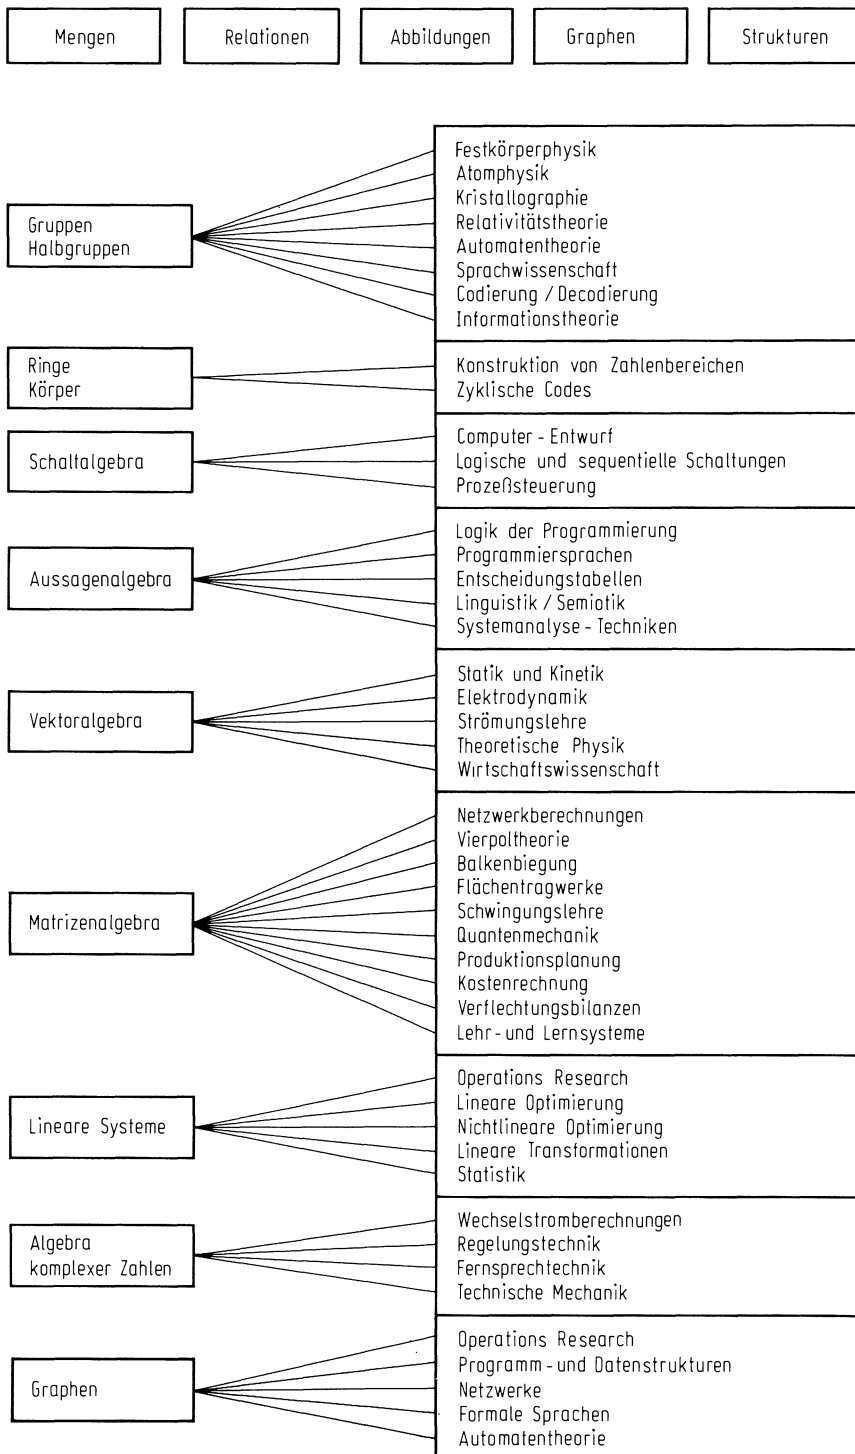 Mengen Relationen Abbildungen Graphen Strukturen
Gruppen
Halbgruppen
Festkörperphysik
Atomphysik
Kristallographie
Relativitätstheorie
Automatentheorie
Sprachwissenschaft
Codierung / Decodierung
Informationstheorie
Ringe
Körper
Konstruktion von Zahlenbereichen
Zyklische Codes
Schaltalgebra
Computer - Entwurf
Logische und sequentielle Schaltungen
Prozeßsteuerung
Aussagenalgebra
Logik der Programmierung
Programmiersprachen
Entscheidungstabellen
Linguistik / Semiotik
Systemanalyse - Techniken
Vektoralgebra
Statik und Kinetik
Elektrodynamik
Strömungslehre
Theoretische Physik
Wirtschaftswissenschaft
Matrizenalgebra
Netzwerkberechnungen
Vierpoltheorie
Balkenbiegung
Flächentragwerke
Schwingungslehre
Quantenmechanik
Produktionsplanung
Kostenrechnung
Verflechtungsbilanzen
Lehr - und Lernsysteme
Lineare Systeme
Operations Research
Lineare Optimierung
Nichtlineare Optimierung
Lineare Transformationen
Statistik
Algebra
komplexer Zahlen
Wechselstromberechnungen
Regelungstechnik
Fernsprechtechnik
Technische Mechanik
Graphen
Operations Research
Programm - und Datenstrukturen
Netzwerke
Formale Sprachen
Automatentheorie